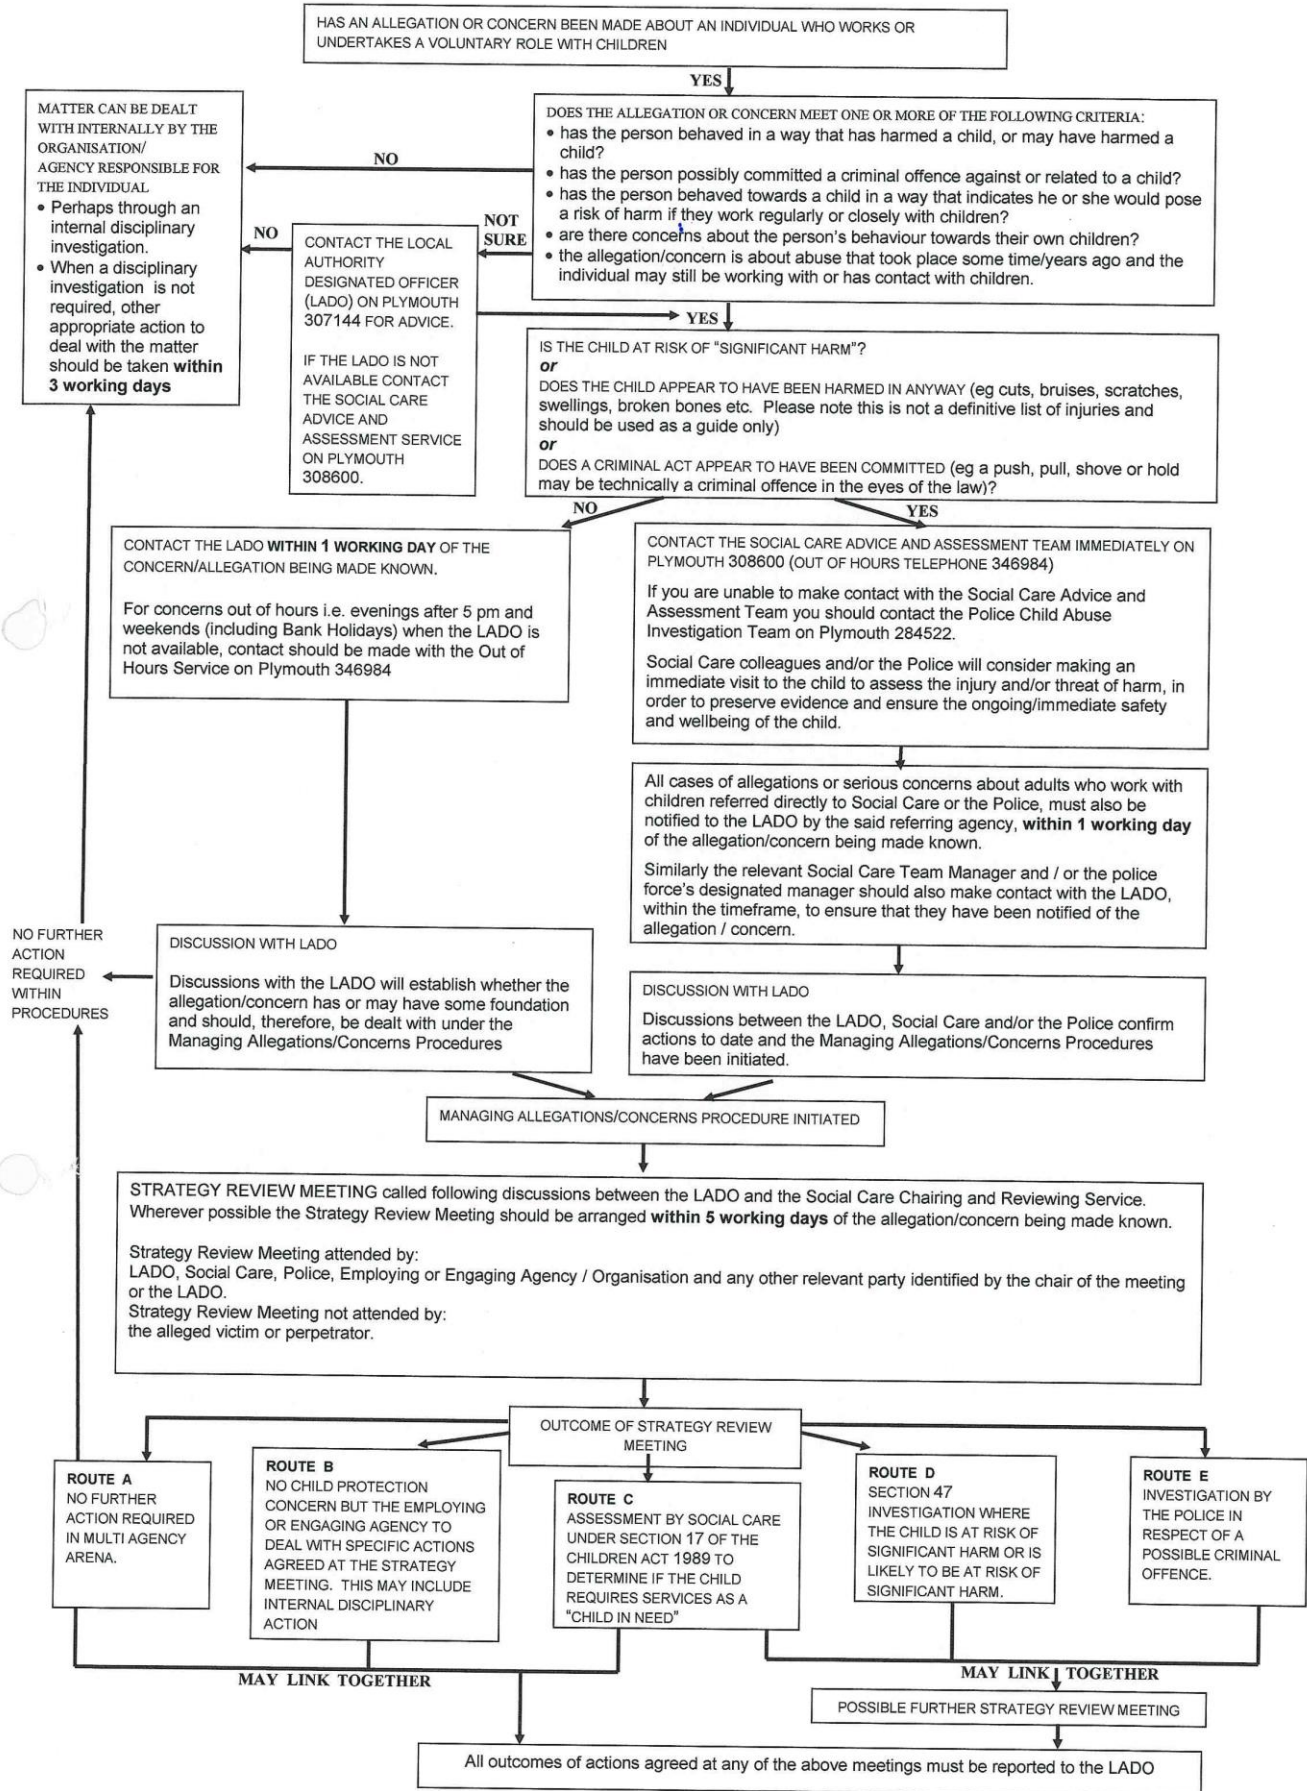 HAS AN ALLEGATION OR CONCERN BEEN MADE ABOUT AN INDIVIDUAL WHO WORKS OR
UNDERTAKES A VOLUNTARY ROLE WITH CHILDREN
YES
MATTER CAN BE DEALT
WITH INTERNALLY BY THE
ORGANISATION/
AGENCY RESPONSIBLE FOR
THE INDIVIDUAL
• Perhaps through an
internal disciplinary
investigation.
• When a disciplinary
investigation is not
required, other
appropriate action to
deal with the matter
should be taken within
3 working days
NO
DOES THE ALLEGATION OR CONCERN MEET ONE OR MORE OF THE FOLLOWING CRITERIA:
• has the person behaved in a way that has harmed a child, or may have harmed a
child?
• has the person possibly committed a criminal offence against or related to a child?
• has the person behaved towards a child in a way that indicates he or she would pose
a risk of harm if they work regularly or closely with children?
• are there concerns about the person's behaviour towards their own children?
• the allegation/concern is about abuse that took place some time/years ago and the
individual may still be working with or has contact with children.
NO
NOT
SURE
CONTACT THE LOCAL
AUTHORITY
DESIGNATED OFFICER
(LADO) ON PLYMOUTH
307144 FOR ADVICE.
IF THE LADO IS NOT
AVAILABLE CONTACT
THE SOCIAL CARE
ADVICE AND
ASSESSMENT SERVICE
ON PLYMOUTH
308600.
YES
IS THE CHILD AT RISK OF "SIGNIFICANT HARM"?
or
DOES THE CHILD APPEAR TO HAVE BEEN HARMED IN ANYWAY (eg cuts, bruises, scratches,
swellings, broken bones etc. Please note this is not a definitive list of injuries and
should be used as a guide only)
or
DOES A CRIMINAL ACT APPEAR TO HAVE BEEN COMMITTED (eg a push, pull, shove or hold
may be technically a criminal offence in the eyes of the law)?
NO
YES
CONTACT THE LADO WITHIN 1 WORKING DAY OF THE
CONCERN/ALLEGATION BEING MADE KNOWN.
For concerns out of hours i.e. evenings after 5 pm and
weekends (including Bank Holidays) when the LADO is
not available, contact should be made with the Out of
Hours Service on Plymouth 346984
CONTACT THE SOCIAL CARE ADVICE AND ASSESSMENT TEAM IMMEDIATELY ON
PLYMOUTH 308600 (OUT OF HOURS TELEPHONE 346984)
If you are unable to make contact with the Social Care Advice and
Assessment Team you should contact the Police Child Abuse
Investigation Team on Plymouth 284522.
Social Care colleagues and/or the Police will consider making an
immediate visit to the child to assess the injury and/or threat of harm, in
order to preserve evidence and ensure the ongoing/immediate safety
and wellbeing of the child.
All cases of allegations or serious concerns about adults who work with
children referred directly to Social Care or the Police, must also be
notified to the LADO by the said referring agency, within 1 working day
of the allegation/concern being made known.
Similarly the relevant Social Care Team Manager and / or the police
force's designated manager should also make contact with the LADO,
within the timeframe, to ensure that they have been notified of the
allegation / concern.
NO FURTHER
ACTION
REQUIRED
WITHIN
PROCEDURES
DISCUSSION WITH LADO
Discussions with the LADO will establish whether the
allegation/concern has or may have some foundation
and should, therefore, be dealt with under the
Managing Allegations/Concerns Procedures
DISCUSSION WITH LADO
Discussions between the LADO, Social Care and/or the Police confirm
actions to date and the Managing Allegations/Concerns Procedures
have been initiated.
MANAGING ALLEGATIONS/CONCERNS PROCEDURE INITIATED
STRATEGY REVIEW MEETING called following discussions between the LADO and the Social Care Chairing and Reviewing Service.
Wherever possible the Strategy Review Meeting should be arranged within 5 working days of the allegation/concern being made known.
Strategy Review Meeting attended by:
LADO, Social Care, Police, Employing or Engaging Agency / Organisation and any other relevant party identified by the chair of the meeting
or the LADO.
Strategy Review Meeting not attended by:
the alleged victim or perpetrator.
OUTCOME OF STRATEGY REVIEW
MEETING
ROUTE A
NO FURTHER
ACTION REQUIRED
IN MULTI AGENCY
ARENA.
ROUTE B
NO CHILD PROTECTION
CONCERN BUT THE EMPLOYING
OR ENGAGING AGENCY TO
DEAL WITH SPECIFIC ACTIONS
AGREED AT THE STRATEGY
MEETING. THIS MAY INCLUDE
INTERNAL DISCIPLINARY
ACTION
ROUTE C
ASSESSMENT BY SOCIAL CARE
UNDER SECTION 17 OF THE
CHILDREN ACT 1989 TO
DETERMINE IF THE CHILD
REQUIRES SERVICES AS A
"CHILD IN NEED"
ROUTE D
SECTION 47
INVESTIGATION WHERE
THE CHILD IS AT RISK OF
SIGNIFICANT HARM OR IS
LIKELY TO BE AT RISK OF
SIGNIFICANT HARM.
ROUTE E
INVESTIGATION BY
THE POLICE IN
RESPECT OF A
POSSIBLE CRIMINAL
OFFENCE.
MAY LINK TOGETHER
MAY LINK TOGETHER
POSSIBLE FURTHER STRATEGY REVIEW MEETING
All outcomes of actions agreed at any of the above meetings must be reported to the LADO